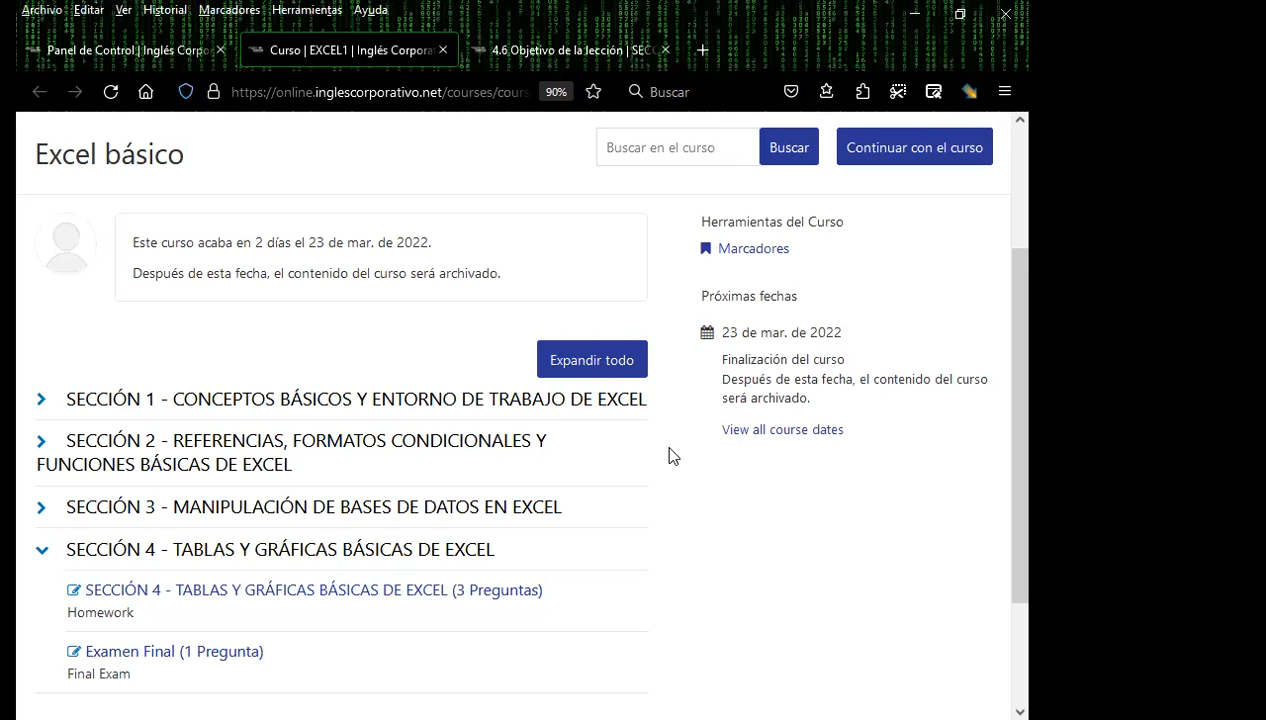 Archivo Editar Ver Historial Marcadores Herramientas Ayuda
Panel de Control | Inglés Corpo
Curso | EXCEL1 | Inglés Corporat
4.6 Objetivo de la lección | SECC
https://online.inglescorporativo.net/courses/cours
90%
Buscar
Excel básico
Buscar en el curso
Buscar
Continuar con el curso
Este curso acaba en 2 días el 23 de mar. de 2022.
Después de esta fecha, el contenido del curso será archivado.
Herramientas del Curso
Marcadores
Próximas fechas
23 de mar. de 2022
Finalización del curso
Después de esta fecha, el contenido del curso
será archivado.
View all course dates
Expandir todo
SECCIÓN 1 - CONCEPTOS BÁSICOS Y ENTORNO DE TRABAJO DE EXCEL
SECCIÓN 2 - REFERENCIAS, FORMATOS CONDICIONALES Y
FUNCIONES BÁSICAS DE EXCEL
SECCIÓN 3 - MANIPULACIÓN DE BASES DE DATOS EN EXCEL
SECCIÓN 4 - TABLAS Y GRÁFICAS BÁSICAS DE EXCEL
SECCIÓN 4 - TABLAS Y GRÁFICAS BÁSICAS DE EXCEL (3 Preguntas)
Homework
Examen Final (1 Pregunta)
Final Exam